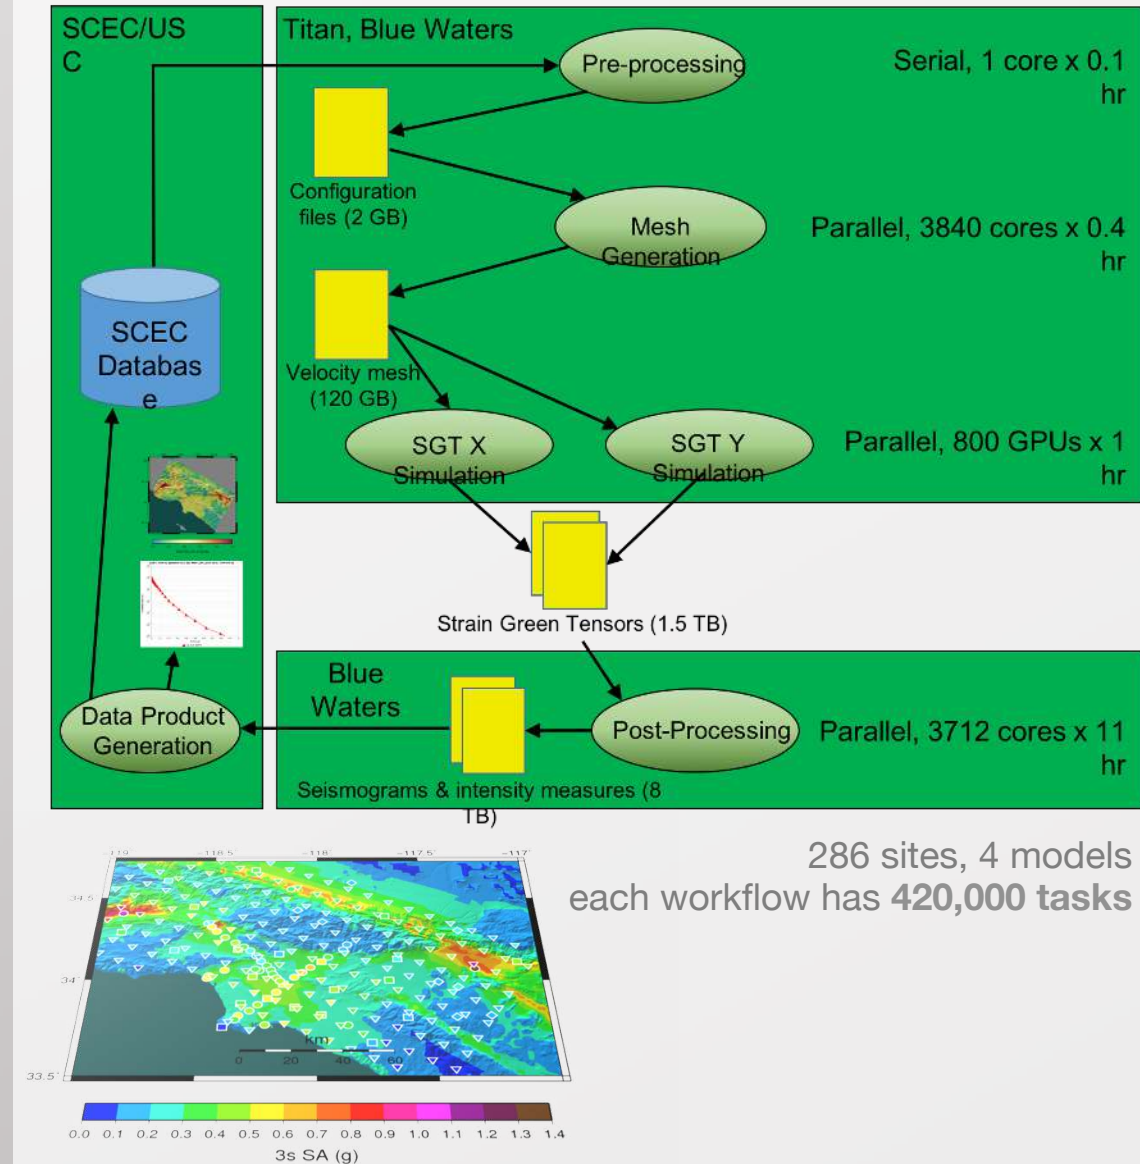 SCEC/US
C
Titan, Blue Waters
Pre-processing
Serial, 1 core x 0.1
hr
Configuration
files (2 GB)
Mesh
Generation
Parallel, 3840 cores x 0.4
hr
SCEC
Databas
e
Velocity mesh
(120 GB)
SGT X
Simulation
SGT Y
Simulation
Parallel, 800 GPUs x 1
hr
Strain Green Tensors (1.5 TB)
Blue
Waters
Data Product
Generation
Post-Processing
Parallel, 3712 cores x 11
hr
Seismograms & intensity measures (8
TB)
286 sites, 4 models
each workflow has 420,000 tasks
-119° -118.5° -118° -117.5° -117°
34.5°
34°
33.5°
km
0 20 40 60
0.0 0.1 0.2 0.3 0.4 0.5 0.6 0.7 0.8 0.9 1.0 1.1 1.2 1.3 1.4
3s SA (g)